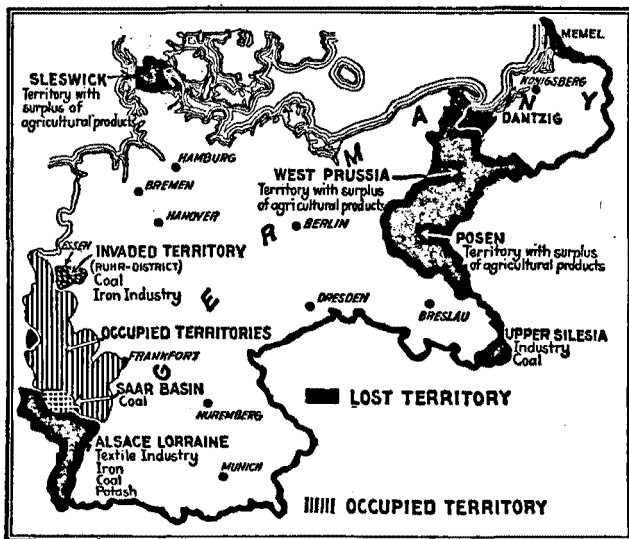 MEMEL
SLESWICK
Territory with
surplus of
agricultural products
KONIGSBERG
GERMANY
DANTZIG
HAMBURG
BREMEN
HANOVER
BERLIN
WEST PRUSSIA
Territory with surplus
of agricultural products
POSEN
Territory with surplus
of agricultural products
ESSEN
INVADED TERRITORY
(RUHR-DISTRICT)
Coal
Iron Industry
DRESDEN
BRESLAU
OCCUPIED TERRITORIES
FRANKFORT
UPPER SILESIA
Industry
Coal
SAAR BASIN
Coal
NUREMBERG
LOST TERRITORY
ALSACE LORRAINE
Textile Industry
Iron
Coal
Potash
MUNICH
OCCUPIED TERRITORY